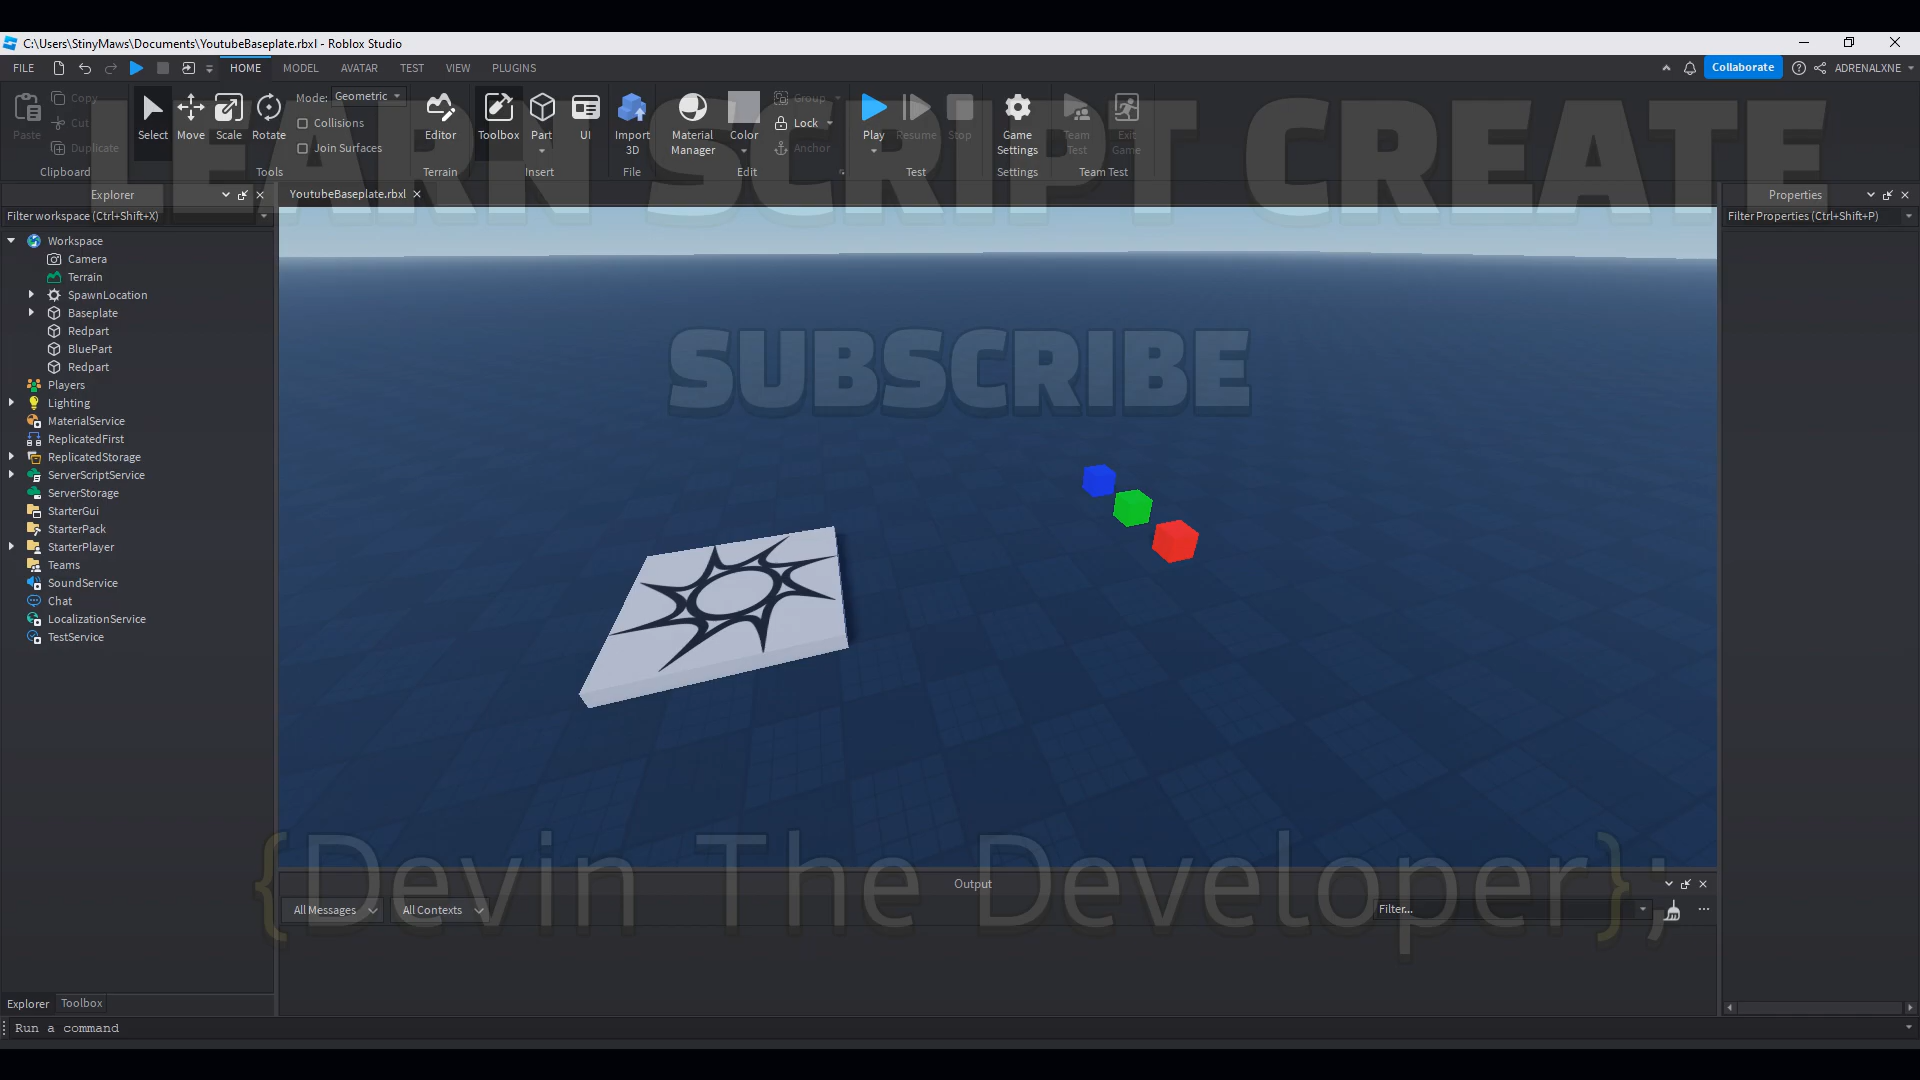 C:\Users\StinyMaws\Documents\YoutubeBaseplate.rbxl - Roblox Studio
FILE HOME MODEL AVATAR TEST VIEW PLUGINS Collaborate ADRENALXNE
LEARN SCRIPT CREATE
Paste Copy Cut Duplicate
Clipboard
Select Move Scale Rotate
Mode: Geometric
Collisions
Join Surfaces
Tools
Editor
Terrain
Toolbox Part UI
Insert
Import 3D
File
Material Manager Color
Group
Lock
Anchor
Edit
Play Resume Stop
Test
Game Settings
Settings
Team Test Exit Game
Team Test
Explorer
Filter workspace (Ctrl+Shift+X)
Workspace
Camera
Terrain
SpawnLocation
Baseplate
Redpart
BluePart
Redpart
Players
Lighting
MaterialService
ReplicatedFirst
ReplicatedStorage
ServerScriptService
ServerStorage
StarterGui
StarterPack
StarterPlayer
Teams
SoundService
Chat
LocalizationService
TestService
YoutubeBaseplate.rbxl
SUBSCRIBE
Properties
Filter Properties (Ctrl+Shift+P)
{Devin The Developer};
Output
All Messages All Contexts Filter...
Explorer Toolbox
Run a command